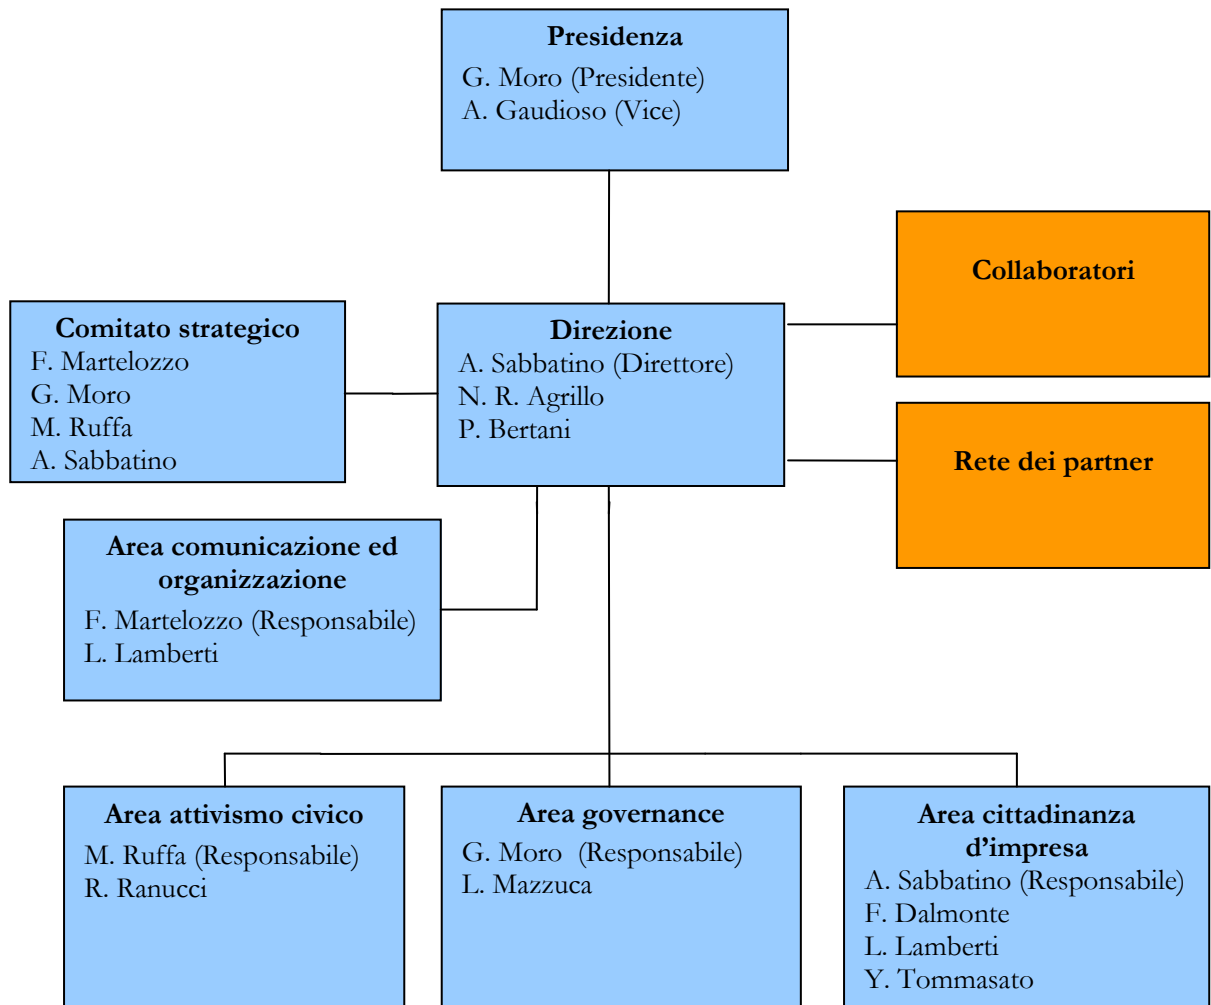 Presidenza
G. Moro (Presidente)
A. Gaudioso (Vice)
Collaboratori
Comitato strategico
F. Martelozzo
G. Moro
M. Ruffa
A. Sabbatino
Direzione
A. Sabbatino (Direttore)
N. R. Agrillo
P. Bertani
Rete dei partner
Area comunicazione ed
organizzazione
F. Martelozzo (Responsabile)
L. Lamberti
Area attivismo civico
M. Ruffa (Responsabile)
R. Ranucci
Area governance
G. Moro (Responsabile)
L. Mazzuca
Area cittadinanza
d'impresa
A. Sabbatino (Responsabile)
F. Dalmonte
L. Lamberti
Y. Tommasato